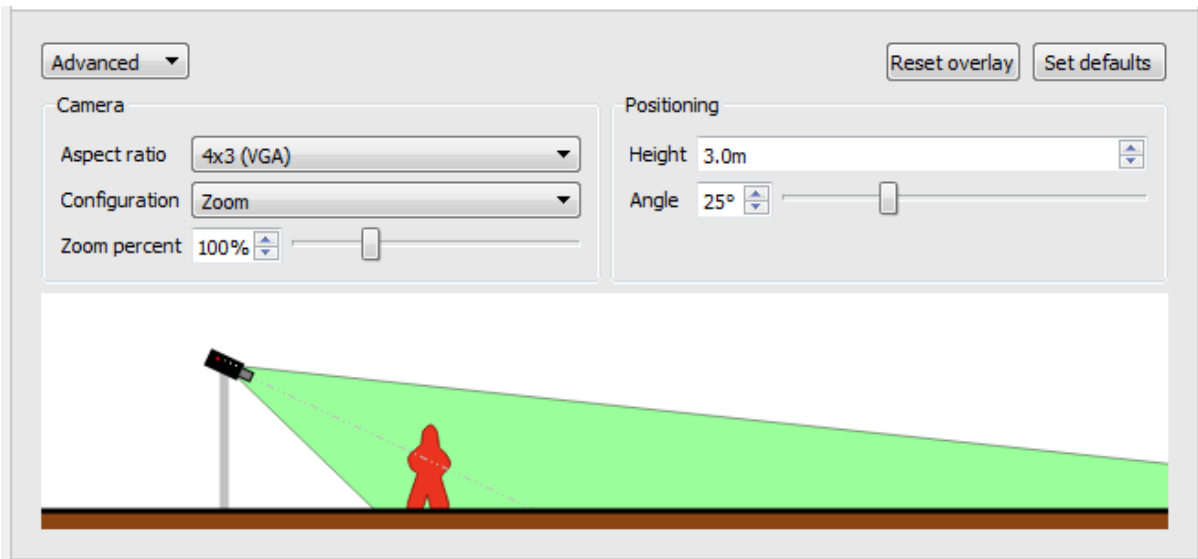 Advanced
Reset overlay
Set defaults
Camera
Positioning
Aspect ratio 4x3 (VGA)
Height 3.0m
Configuration Zoom
Angle 25°
Zoom percent 100%